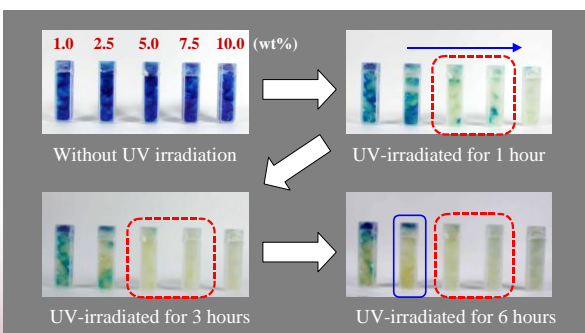 1.0 2.5 5.0 7.5 10.0 (wt%)
Without UV irradiation
UV-irradiated for 1 hour
UV-irradiated for 3 hours
UV-irradiated for 6 hours